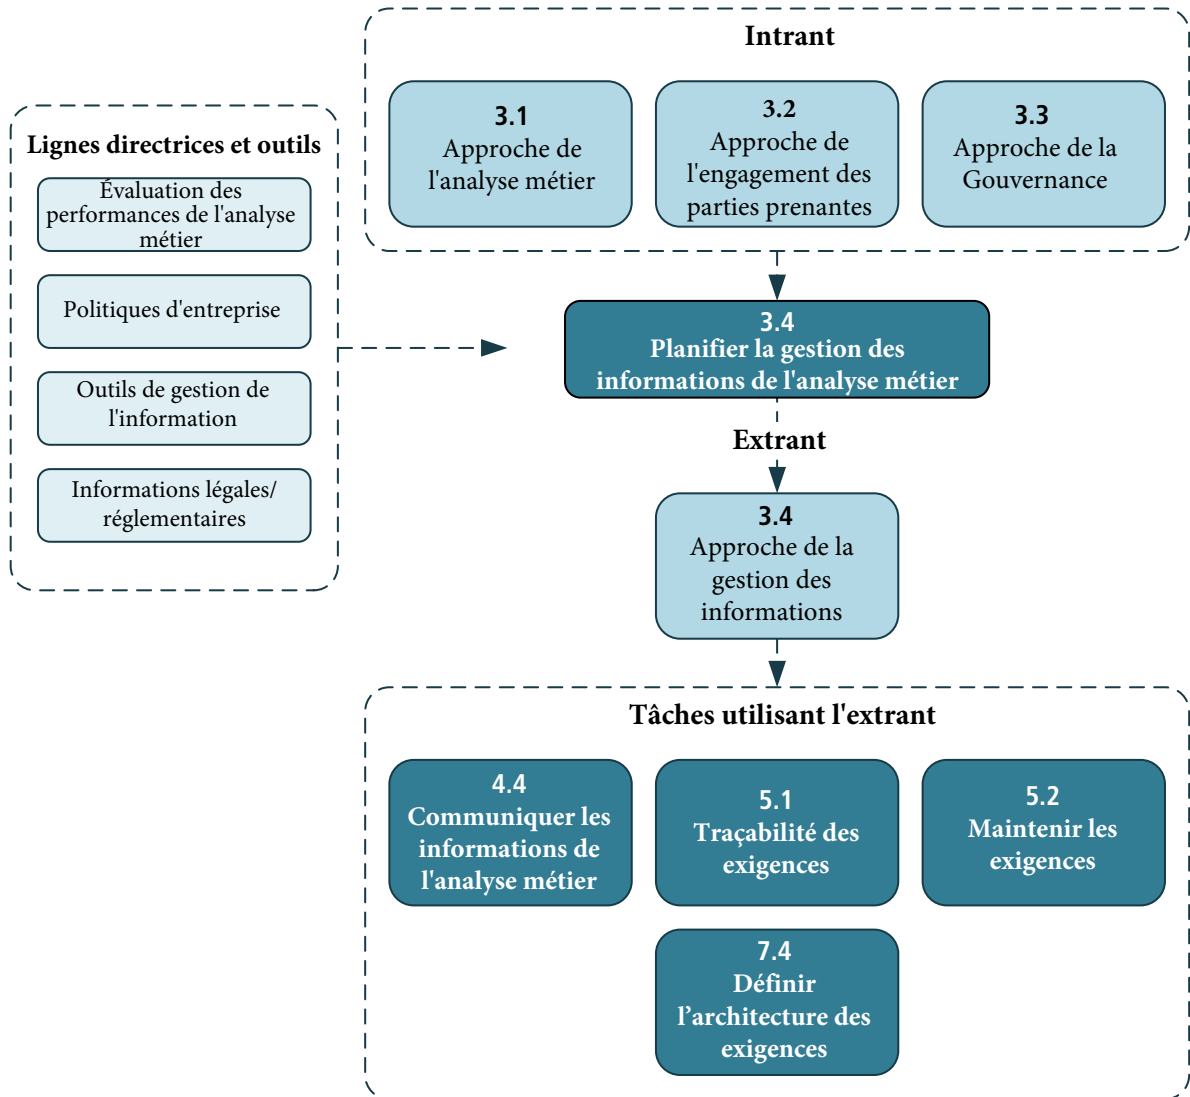 Intrant
3.1
Approche de
l'analyse métier
3.2
Approche de
l'engagement des
parties prenantes
3.3
Approche de la
Gouvernance
Lignes directrices et outils
Évaluation des
performances de l'analyse
métier
Politiques d'entreprise
Outils de gestion de
l'information
Informations légales/
réglementaires
3.4
Planifier la gestion des
informations de l'analyse métier
Extrant
3.4
Approche de la
gestion des
informations
Tâches utilisant l'extrant
4.4
Communiquer les
informations de
l'analyse métier
5.1
Traçabilité des
exigences
5.2
Maintenir les
exigences
7.4
Définir
l’architecture des
exigences